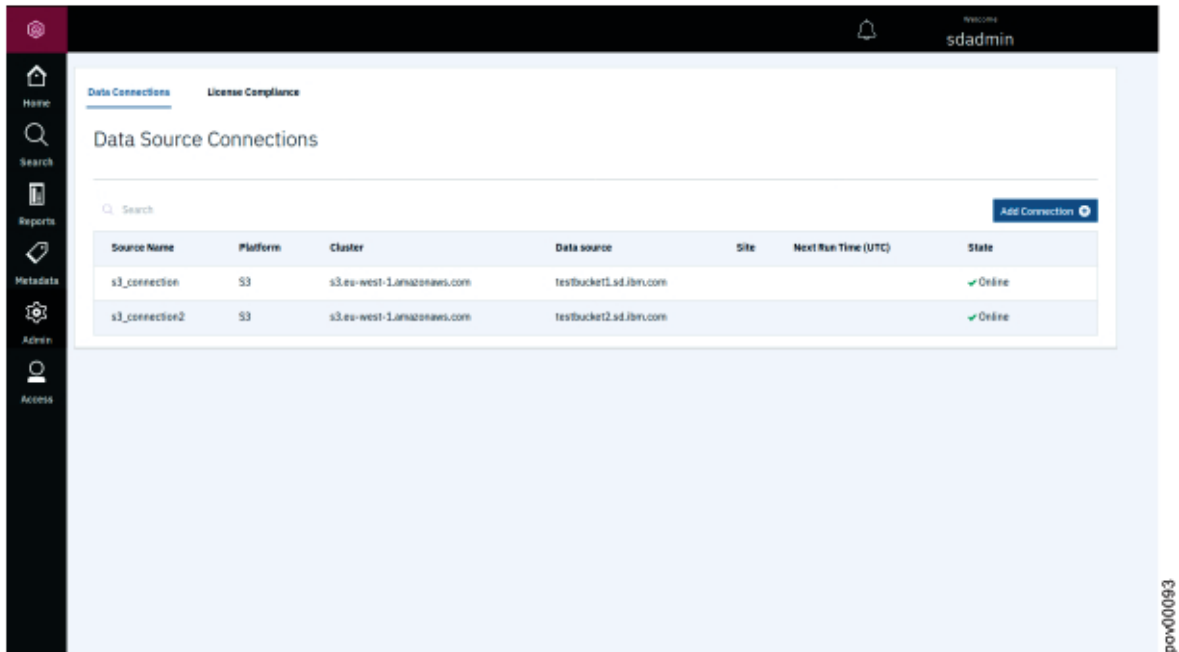 Welcome
sdadmin
Home
Search
Reports
Metadata
Admin
Access
Data Connections License Compliance
Data Source Connections
Search
Add Connection
Source Name Platform Cluster Data source Site Next Run Time (UTC) State
s3_connection S3 s3.eu-west-1.amazonaws.com testbucket1.sd.ibm.com Online
s3_connection2 S3 s3.eu-west-1.amazonaws.com testbucket2.sd.ibm.com Online
pov00093